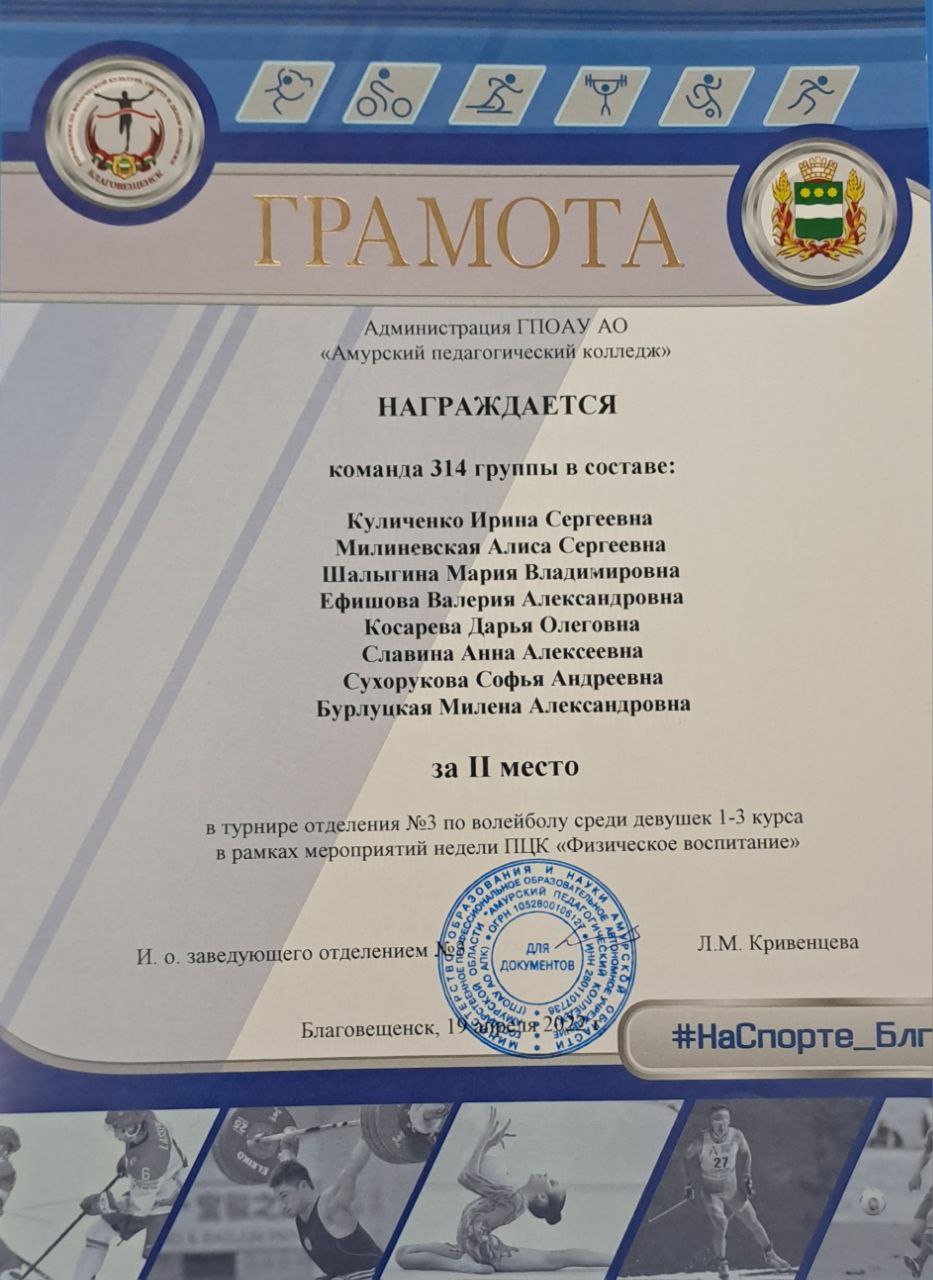 БЛАГОВЕЩЕНСК
ГРАМОТА
Администрация ГПОАУ АО
«Амурский педагогический колледж»
НАГРАЖДАЕТСЯ
команда 314 группы в составе:
Куличенко Ирина Сергеевна
Милиневская Алиса Сергеевна
Шалыгина Мария Владимировна
Ефишова Валерия Александровна
Косарева Дарья Олеговна
Славина Анна Алексеевна
Сухорукова Софья Андреевна
Бурлуцкая Милена Александровна
за II место
в турнире отделения №3 по волейболу среди девушек 1-3 курса
в рамках мероприятий недели ПЦК «Физическое воспитание»
И. о. заведующего отделением
Л.М. Кривенцева
МИНИСТЕРСТВО ОБРАЗОВАНИЯ И НАУКИ АМУРСКОЙ ОБЛАСТИ
ГОСУДАРСТВЕННОЕ ПРОФЕССИОНАЛЬНОЕ ОБРАЗОВАТЕЛЬНОЕ АВТОНОМНОЕ УЧРЕЖДЕНИЕ
АМУРСКОЙ ОБЛАСТИ "АМУРСКИЙ ПЕДАГОГИЧЕСКИЙ КОЛЛЕДЖ"
(ГПОАУ АО АПК) • ОГРН 1052800106127 • ИНН 2801107738
ДЛЯ
ДОКУМЕНТОВ
Благовещенск, 19 апреля
#НаСпорте_Блг
ELEIKO
6
27